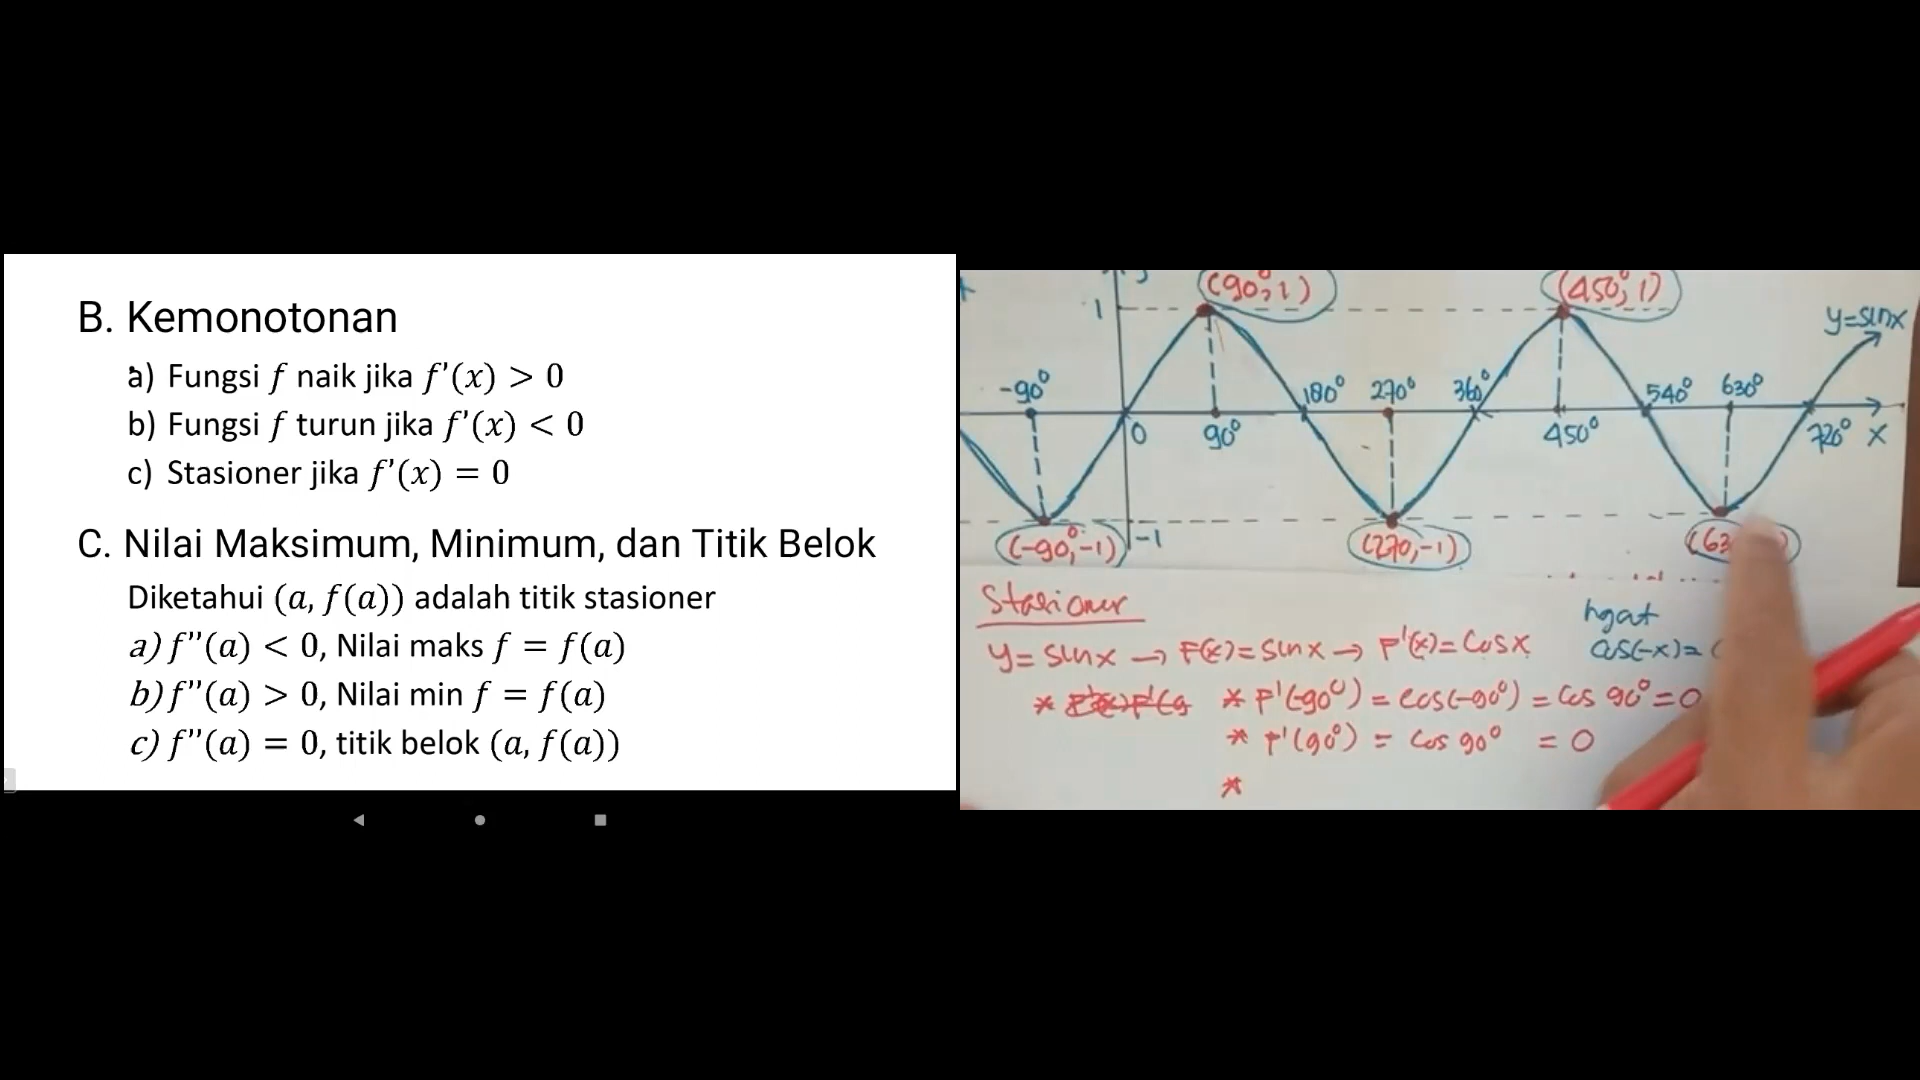 B. Kemonotonan
a) Fungsi f naik jika f'(x) > 0
b) Fungsi f turun jika f'(x) < 0
c) Stasioner jika f'(x) = 0
C. Nilai Maksimum, Minimum, dan Titik Belok
Diketahui (a, f(a)) adalah titik stasioner
a) f''(a) < 0, Nilai maks f = f(a)
b) f''(a) > 0, Nilai min f = f(a)
c) f''(a) = 0, titik belok (a, f(a))
(90°, 1) (450°, 1)
1
y=sinx
-90° 180° 270° 360° 540° 630°
0 90° 450° 720° x
(-90°,-1) -1 (270,-1) (63
Stasioner
y = sinx → F(x) = sinx → F'(x) = Cosx
* F'(-90°) = cos(-90°) = cos 90° = 0
* F'(90°) = cos 90° = 0
*
Ingat
cos(-x) =